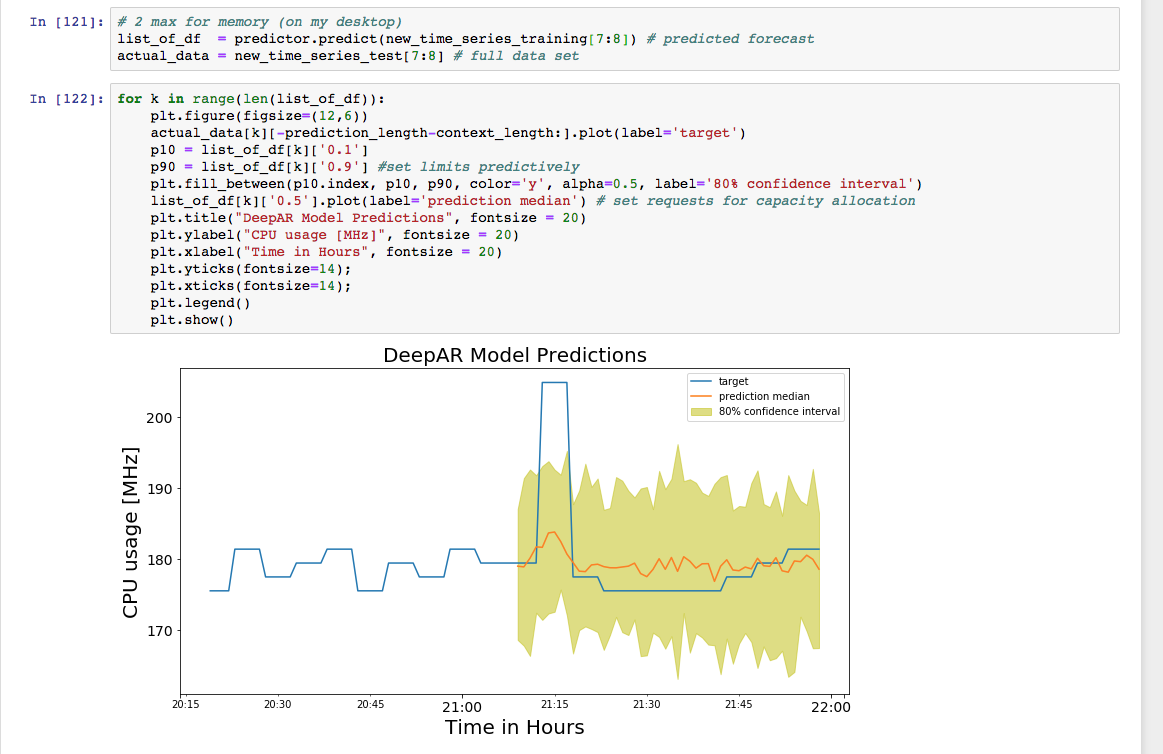 In [121]: # 2 max for memory (on my desktop)
list_of_df  = predictor.predict(new_time_series_training[7:8]) # predicted forecast
actual_data = new_time_series_test[7:8] # full data set
In [122]: for k in range(len(list_of_df)):
    plt.figure(figsize=(12,6))
    actual_data[k][-prediction_length-context_length:].plot(label='target')
    p10 = list_of_df[k]['0.1']
    p90 = list_of_df[k]['0.9'] #set limits predictively
    plt.fill_between(p10.index, p10, p90, color='y', alpha=0.5, label='80% confidence interval')
    list_of_df[k]['0.5'].plot(label='prediction median') # set requests for capacity allocation
    plt.title("DeepAR Model Predictions", fontsize = 20)
    plt.ylabel("CPU usage [MHz]", fontsize = 20)
    plt.xlabel("Time in Hours", fontsize = 20)
    plt.yticks(fontsize=14);
    plt.xticks(fontsize=14);
    plt.legend()
    plt.show()
DeepAR Model Predictions
target
prediction median
80% confidence interval
CPU usage [MHz]
200
190
180
170
20:15 20:30 20:45 21:00 21:15 21:30 21:45 22:00
Time in Hours